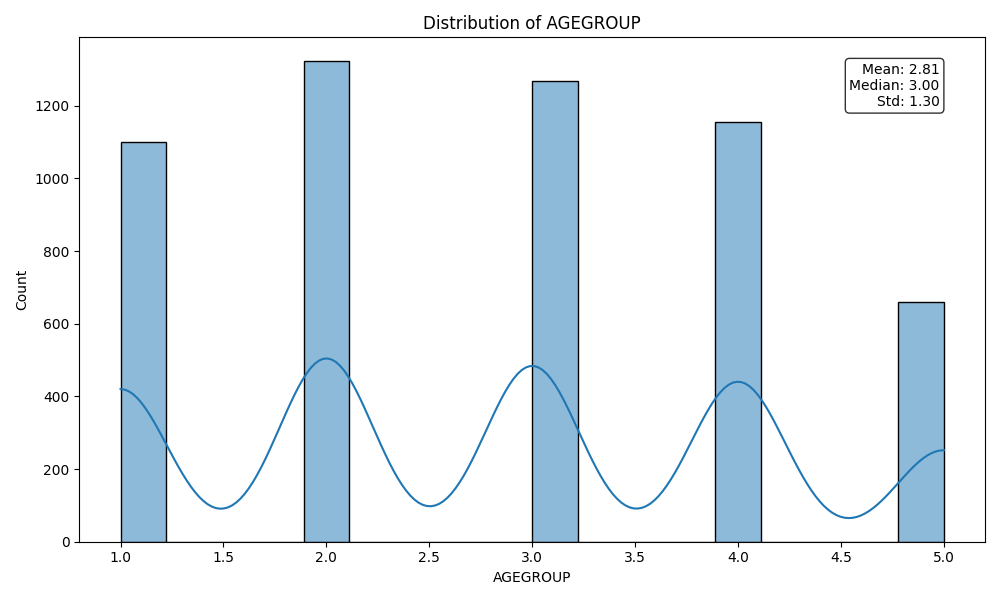 Distribution of AGEGROUP
Mean: 2.81
Median: 3.00
Std: 1.30
1200
1000
800
600
400
200
0
Count
1.0 1.5 2.0 2.5 3.0 3.5 4.0 4.5 5.0
AGEGROUP